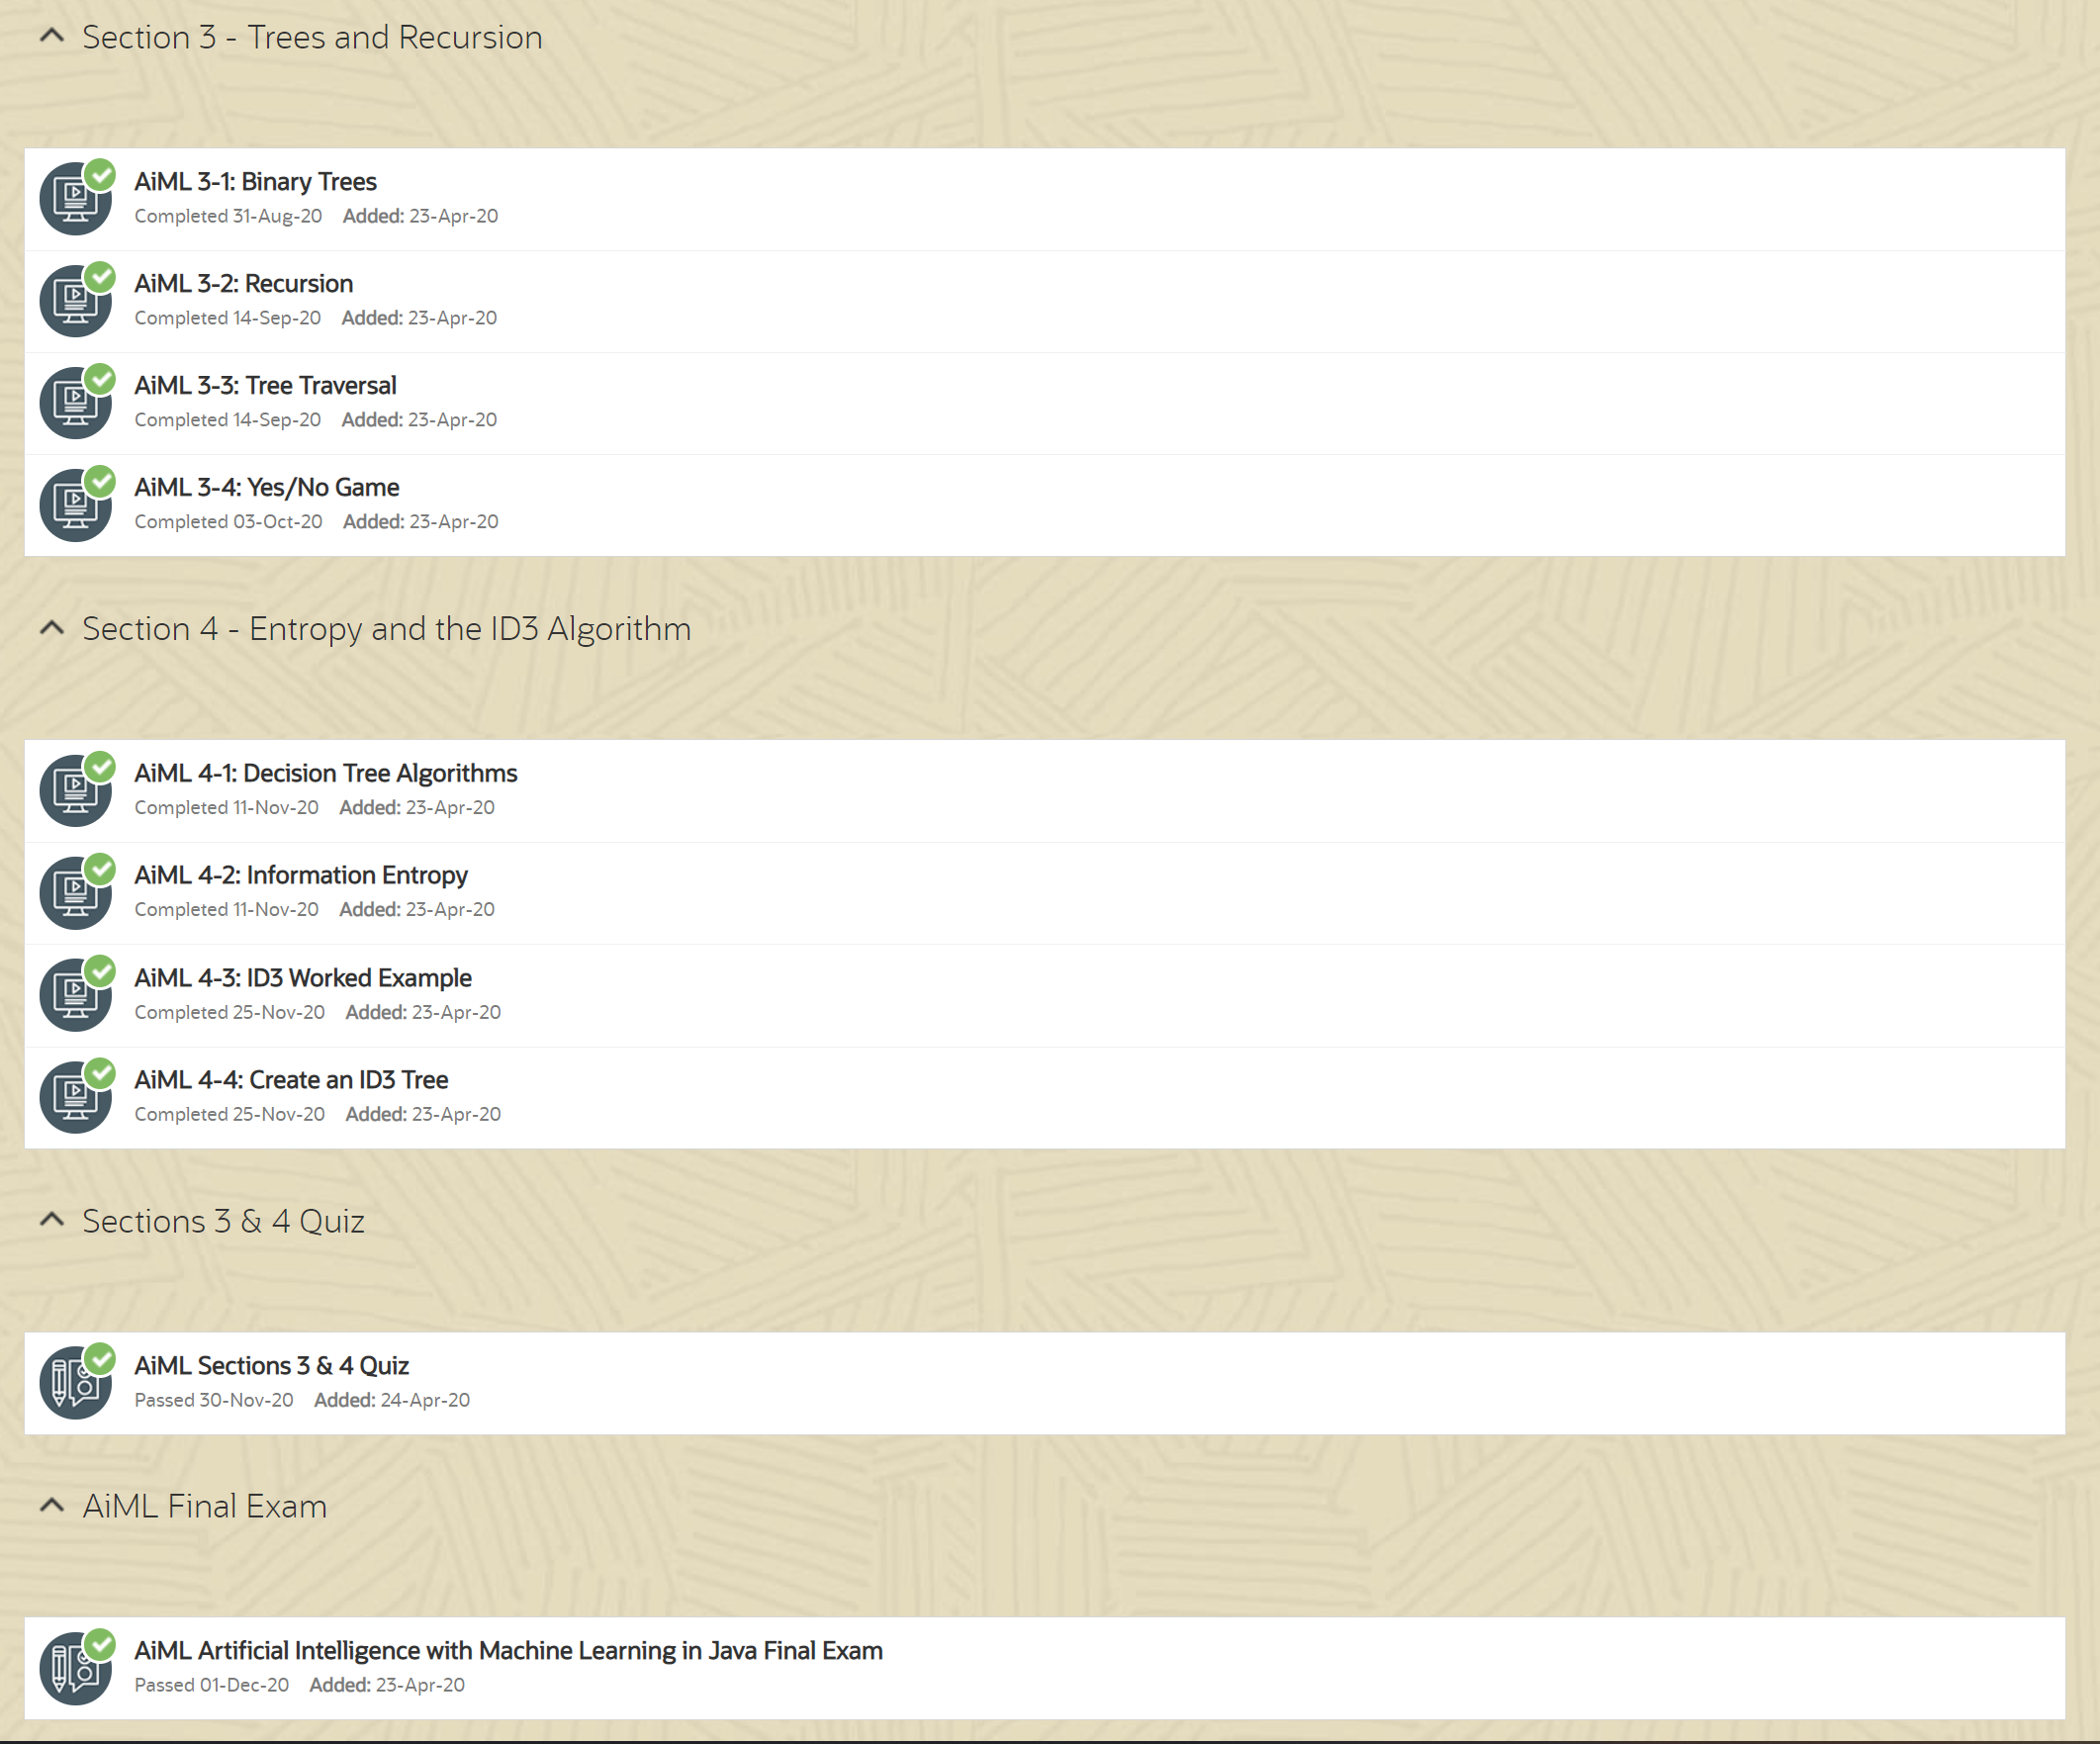 Section 3 - Trees and Recursion
AiML 3-1: Binary Trees
Completed 31-Aug-20 Added: 23-Apr-20
AiML 3-2: Recursion
Completed 14-Sep-20 Added: 23-Apr-20
AiML 3-3: Tree Traversal
Completed 14-Sep-20 Added: 23-Apr-20
AiML 3-4: Yes/No Game
Completed 03-Oct-20 Added: 23-Apr-20
Section 4 - Entropy and the ID3 Algorithm
AiML 4-1: Decision Tree Algorithms
Completed 11-Nov-20 Added: 23-Apr-20
AiML 4-2: Information Entropy
Completed 11-Nov-20 Added: 23-Apr-20
AiML 4-3: ID3 Worked Example
Completed 25-Nov-20 Added: 23-Apr-20
AiML 4-4: Create an ID3 Tree
Completed 25-Nov-20 Added: 23-Apr-20
Sections 3 & 4 Quiz
AiML Sections 3 & 4 Quiz
Passed 30-Nov-20 Added: 24-Apr-20
AiML Final Exam
AiML Artificial Intelligence with Machine Learning in Java Final Exam
Passed 01-Dec-20 Added: 23-Apr-20